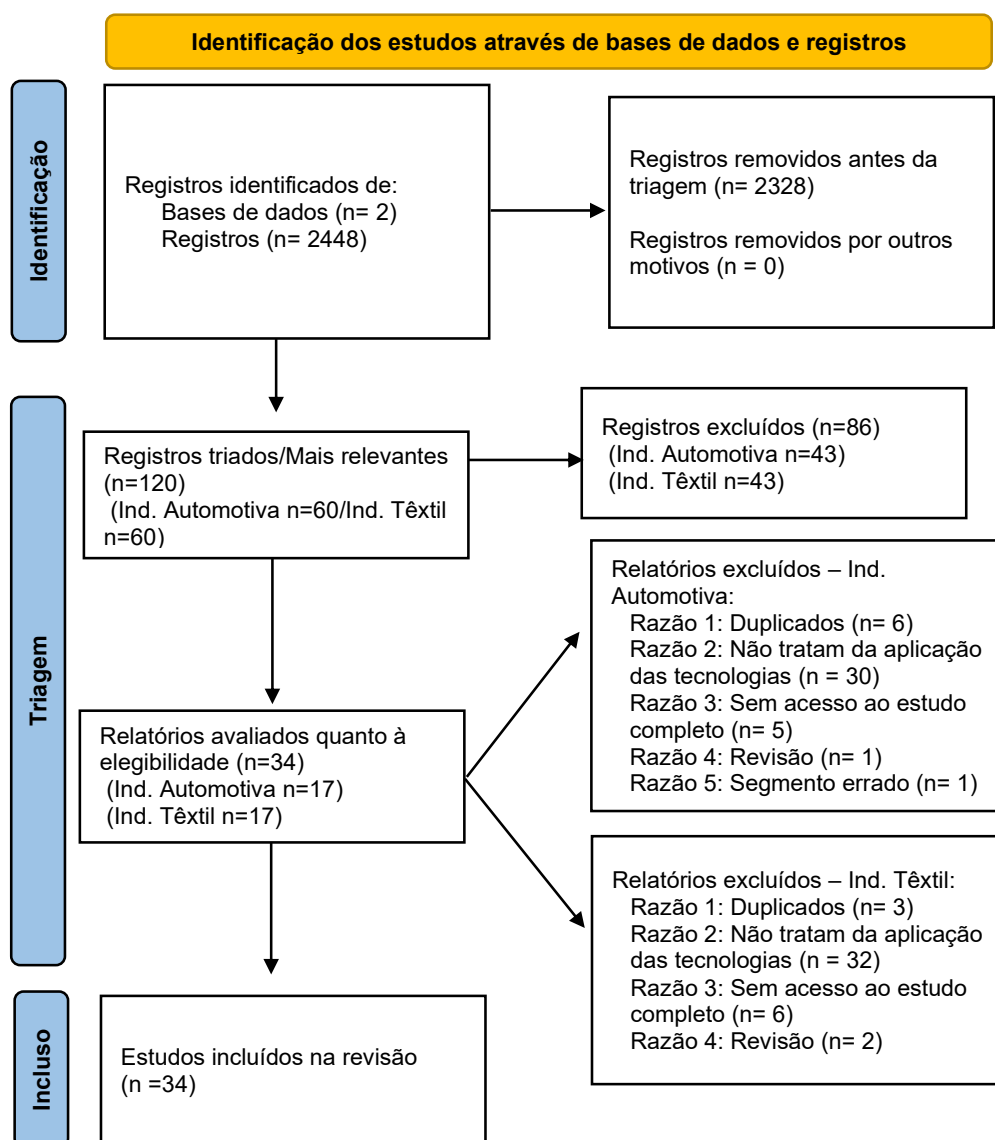 Identificação dos estudos através de bases de dados e registros
Identificação
Registros identificados de:
Bases de dados (n= 2)
Registros (n= 2448)
Registros removidos antes da
triagem (n= 2328)
Registros removidos por outros
motivos (n = 0)
Triagem
Registros triados/Mais relevantes
(n=120)
(Ind. Automotiva n=60/Ind. Têxtil
n=60)
Registros excluídos (n=86)
(Ind. Automotiva n=43)
(Ind. Têxtil n=43)
Relatórios avaliados quanto à
elegibilidade (n=34)
(Ind. Automotiva n=17)
(Ind. Têxtil n=17)
Relatórios excluídos – Ind.
Automotiva:
Razão 1: Duplicados (n= 6)
Razão 2: Não tratam da aplicação
das tecnologias (n = 30)
Razão 3: Sem acesso ao estudo
completo (n= 5)
Razão 4: Revisão (n= 1)
Razão 5: Segmento errado (n= 1)
Relatórios excluídos – Ind. Têxtil:
Razão 1: Duplicados (n= 3)
Razão 2: Não tratam da aplicação
das tecnologias (n = 32)
Razão 3: Sem acesso ao estudo
completo (n= 6)
Razão 4: Revisão (n= 2)
Incluso
Estudos incluídos na revisão
(n =34)